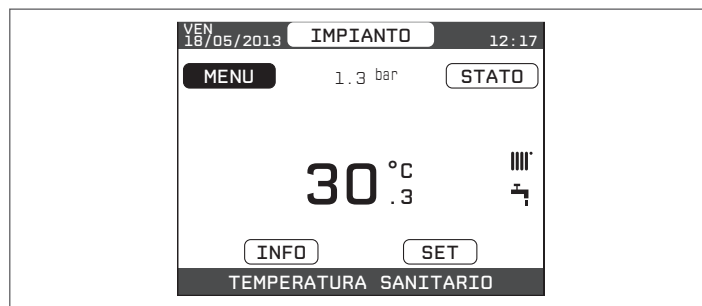 VEN
18/05/2013 IMPIANTO 12:17
MENU 1.3 bar STATO
30.3 °C
INFO SET
TEMPERATURA SANITARIO